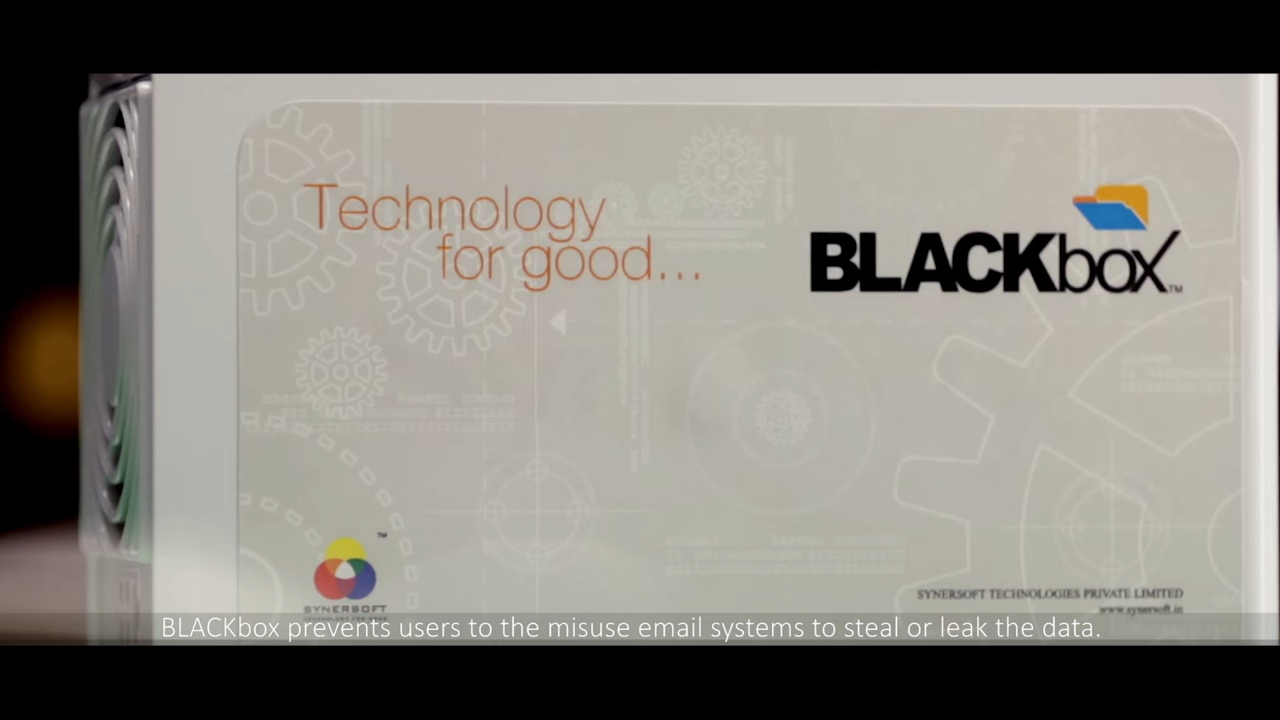 Technology
for good...
BLACKbox™
™
SYNERSOFT
SYNERSOFT TECHNOLOGIES PRIVATE LIMITED
www.synersoft.in
BLACKbox prevents users to the misuse email systems to steal or leak the data.